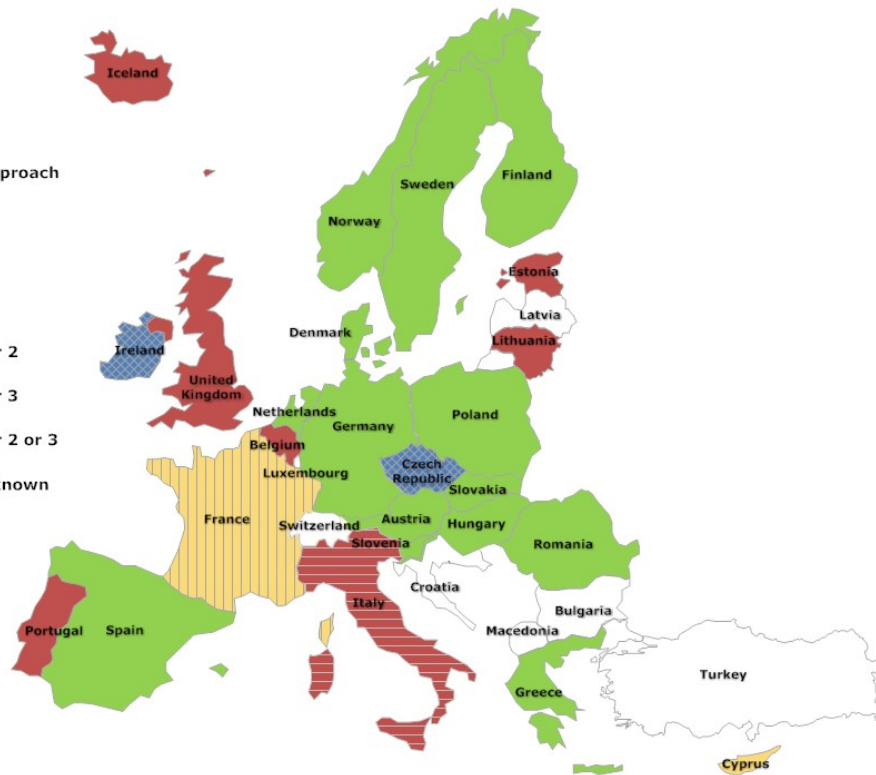 Iceland
proach
Sweden
Finland
Norway
Estonia
Latvia
Denmark
Lithuania
r 2
Ireland
United
Kingdom
r 3
Netherlands
Poland
Germany
r 2 or 3
Belgium
Czech
Republic
Luxembourg
nown
Slovakia
France
Switzerland
Austria
Hungary
Slovenia
Romania
Croatia
Italy
Bulgaria
Portugal
Spain
Macedonia
Turkey
Greece
Cyprus